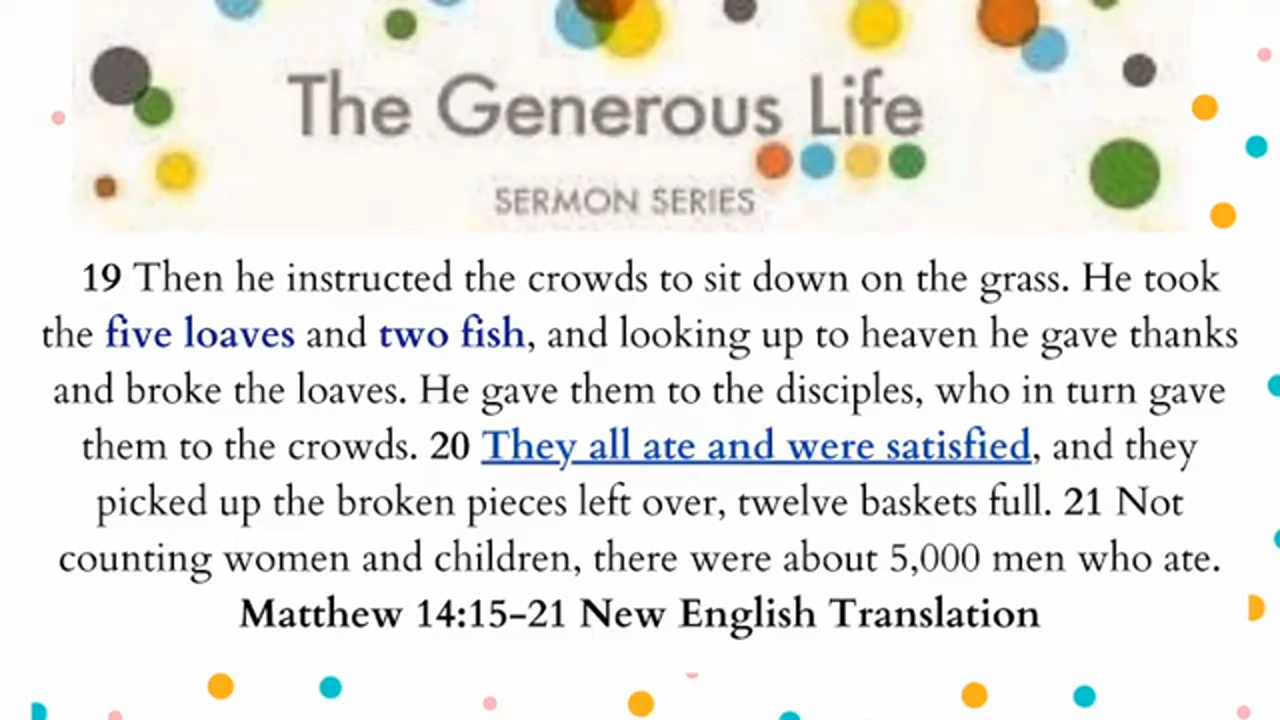 The Generous Life
SERMON SERIES
19 Then he instructed the crowds to sit down on the grass. He took
the five loaves and two fish, and looking up to heaven he gave thanks
and broke the loaves. He gave them to the disciples, who in turn gave
them to the crowds. 20 They all ate and were satisfied, and they
picked up the broken pieces left over, twelve baskets full. 21 Not
counting women and children, there were about 5,000 men who ate.
Matthew 14:15-21 New English Translation